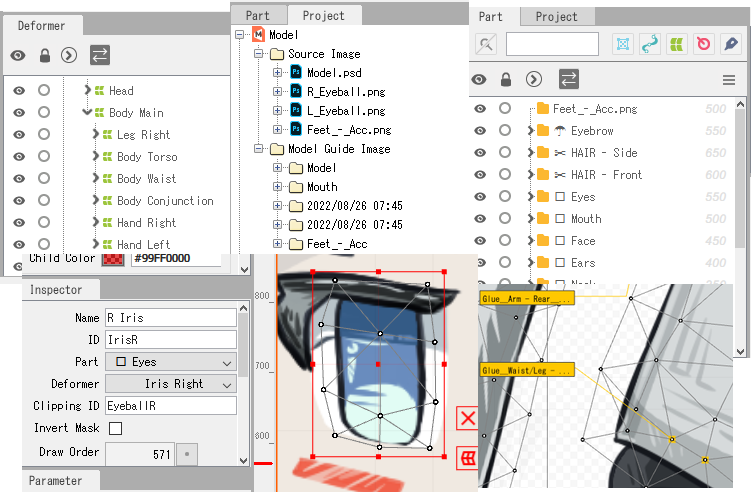 Deformer
Head
Body Main
Leg Right
Body Torso
Body Waist
Body Conjunction
Hand Right
Hand Left
Child Color
#99FF0000
Part
Project
Model
Source Image
Model.psd
R_Eyeball.png
L_Eyeball.png
Feet_-_Acc.png
Model Guide Image
Model
Mouth
2022/08/26 07:45
2022/08/26 07:45
Feet_-_Acc
Part
Project
Feet_-_Acc.png 500
Eyebrow 550
HAIR - Side 650
HAIR - Front 600
Eyes 550
Mouth 500
Face 450
Ears 400
Inspector
Name R Iris
ID IrisR
Part Eyes
Deformer Iris Right
Clipping ID EyeballR
Invert Mask
Draw Order 571
Parameter
800
700
600
Glue__Arm - Rear__...
Glue__Waist/Leg - ...